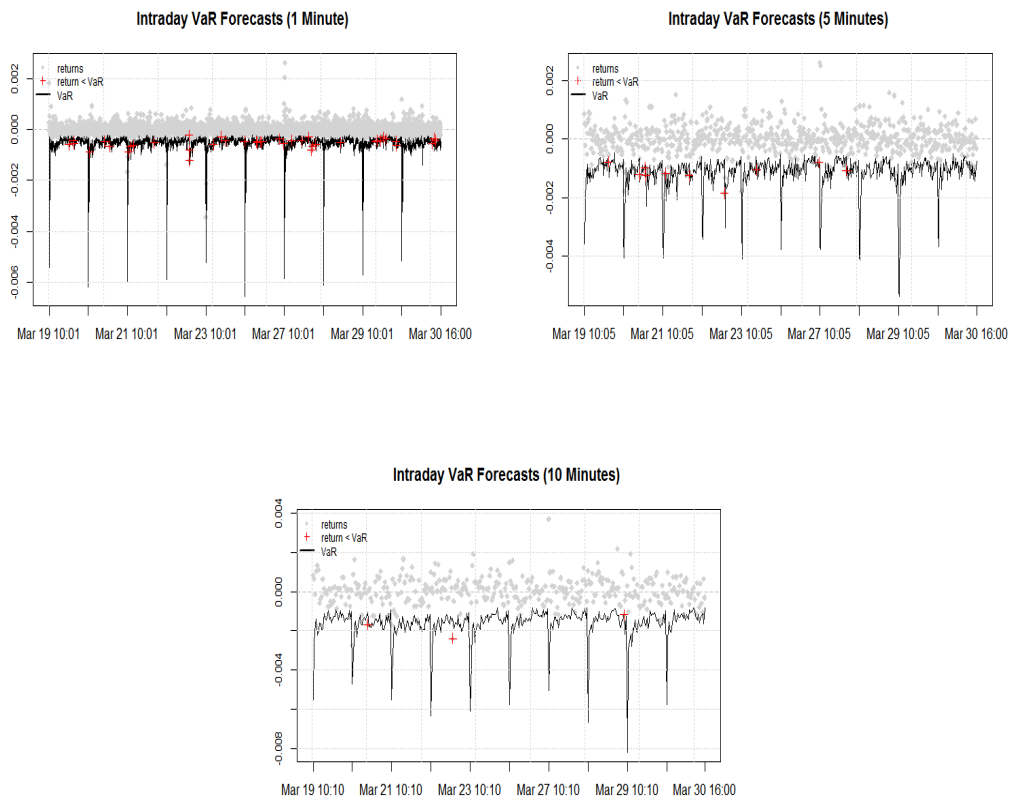 Intraday VaR Forecasts (1 Minute)
returns
return < VaR
VaR
0.002
0.000
-0.002
-0.004
-0.006
Mar 19 10:01 Mar 21 10:01 Mar 23 10:01 Mar 27 10:01 Mar 29 10:01 Mar 30 16:00
Intraday VaR Forecasts (5 Minutes)
returns
return < VaR
VaR
0.002
0.000
-0.002
-0.004
Mar 19 10:05 Mar 21 10:05 Mar 23 10:05 Mar 27 10:05 Mar 29 10:05 Mar 30 16:00
Intraday VaR Forecasts (10 Minutes)
returns
return < VaR
VaR
0.004
0.000
-0.004
-0.008
Mar 19 10:10 Mar 21 10:10 Mar 23 10:10 Mar 27 10:10 Mar 29 10:10 Mar 30 16:00